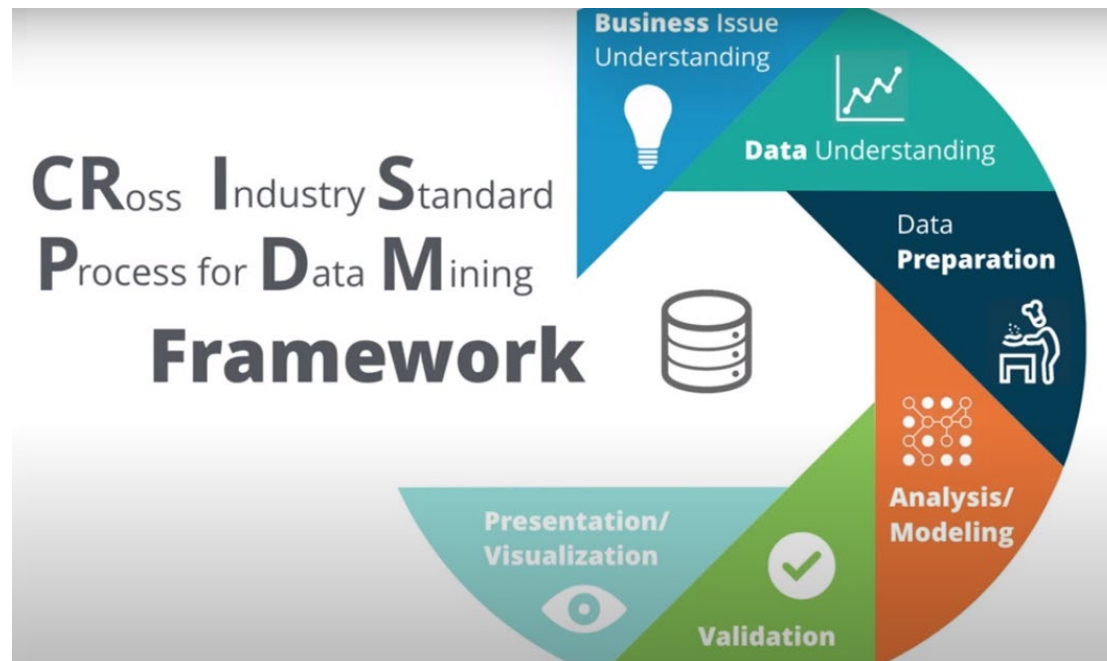 CRoss Industry Standard
Process for Data Mining
Framework
Business Issue
Understanding
Data Understanding
Data
Preparation
Analysis/
Modeling
Validation
Presentation/
Visualization